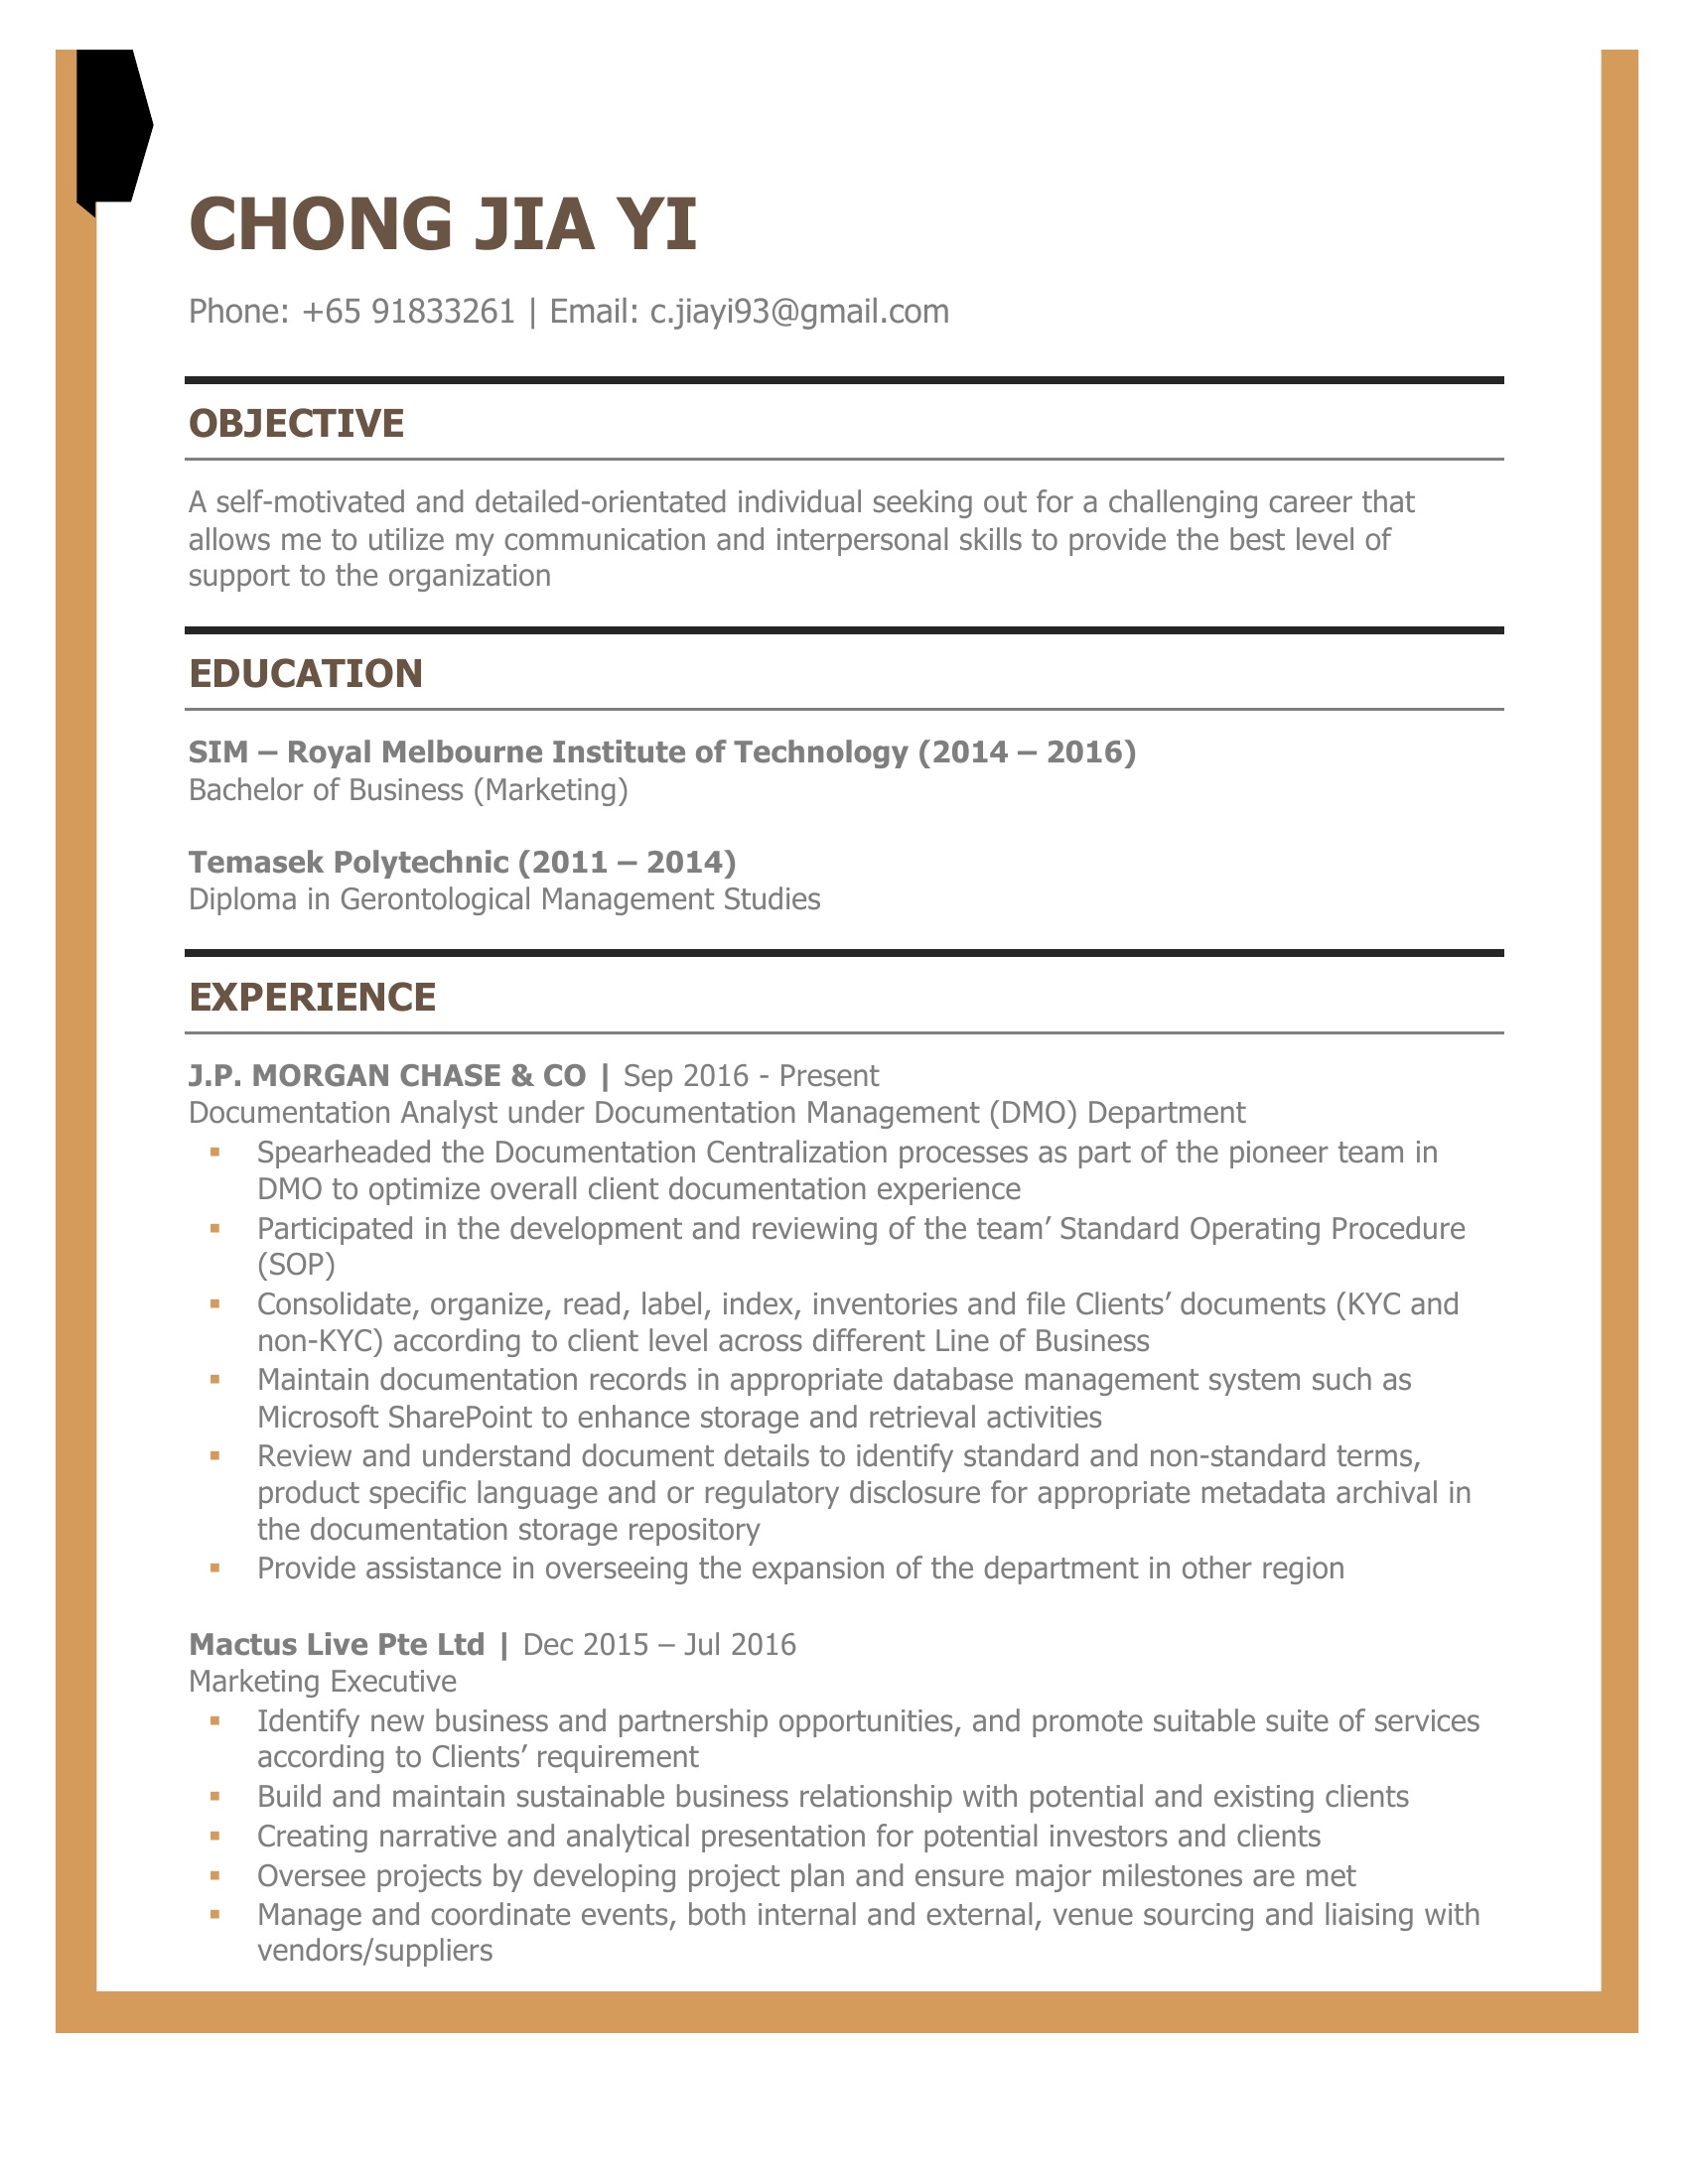 CHONG JIA YI
Phone: +65 91833261 | Email: c.jiayi93@gmail.com
OBJECTIVE
A self-motivated and detailed-orientated individual seeking out for a challenging career that
allows me to utilize my communication and interpersonal skills to provide the best level of
support to the organization
EDUCATION
SIM – Royal Melbourne Institute of Technology (2014 – 2016)
Bachelor of Business (Marketing)
Temasek Polytechnic (2011 – 2014)
Diploma in Gerontological Management Studies
EXPERIENCE
J.P. MORGAN CHASE & CO | Sep 2016 - Present
Documentation Analyst under Documentation Management (DMO) Department
▪ Spearheaded the Documentation Centralization processes as part of the pioneer team in
DMO to optimize overall client documentation experience
▪ Participated in the development and reviewing of the team’ Standard Operating Procedure
(SOP)
▪ Consolidate, organize, read, label, index, inventories and file Clients’ documents (KYC and
non-KYC) according to client level across different Line of Business
▪ Maintain documentation records in appropriate database management system such as
Microsoft SharePoint to enhance storage and retrieval activities
▪ Review and understand document details to identify standard and non-standard terms,
product specific language and or regulatory disclosure for appropriate metadata archival in
the documentation storage repository
▪ Provide assistance in overseeing the expansion of the department in other region
Mactus Live Pte Ltd | Dec 2015 – Jul 2016
Marketing Executive
▪ Identify new business and partnership opportunities, and promote suitable suite of services
according to Clients’ requirement
▪ Build and maintain sustainable business relationship with potential and existing clients
▪ Creating narrative and analytical presentation for potential investors and clients
▪ Oversee projects by developing project plan and ensure major milestones are met
▪ Manage and coordinate events, both internal and external, venue sourcing and liaising with
vendors/suppliers